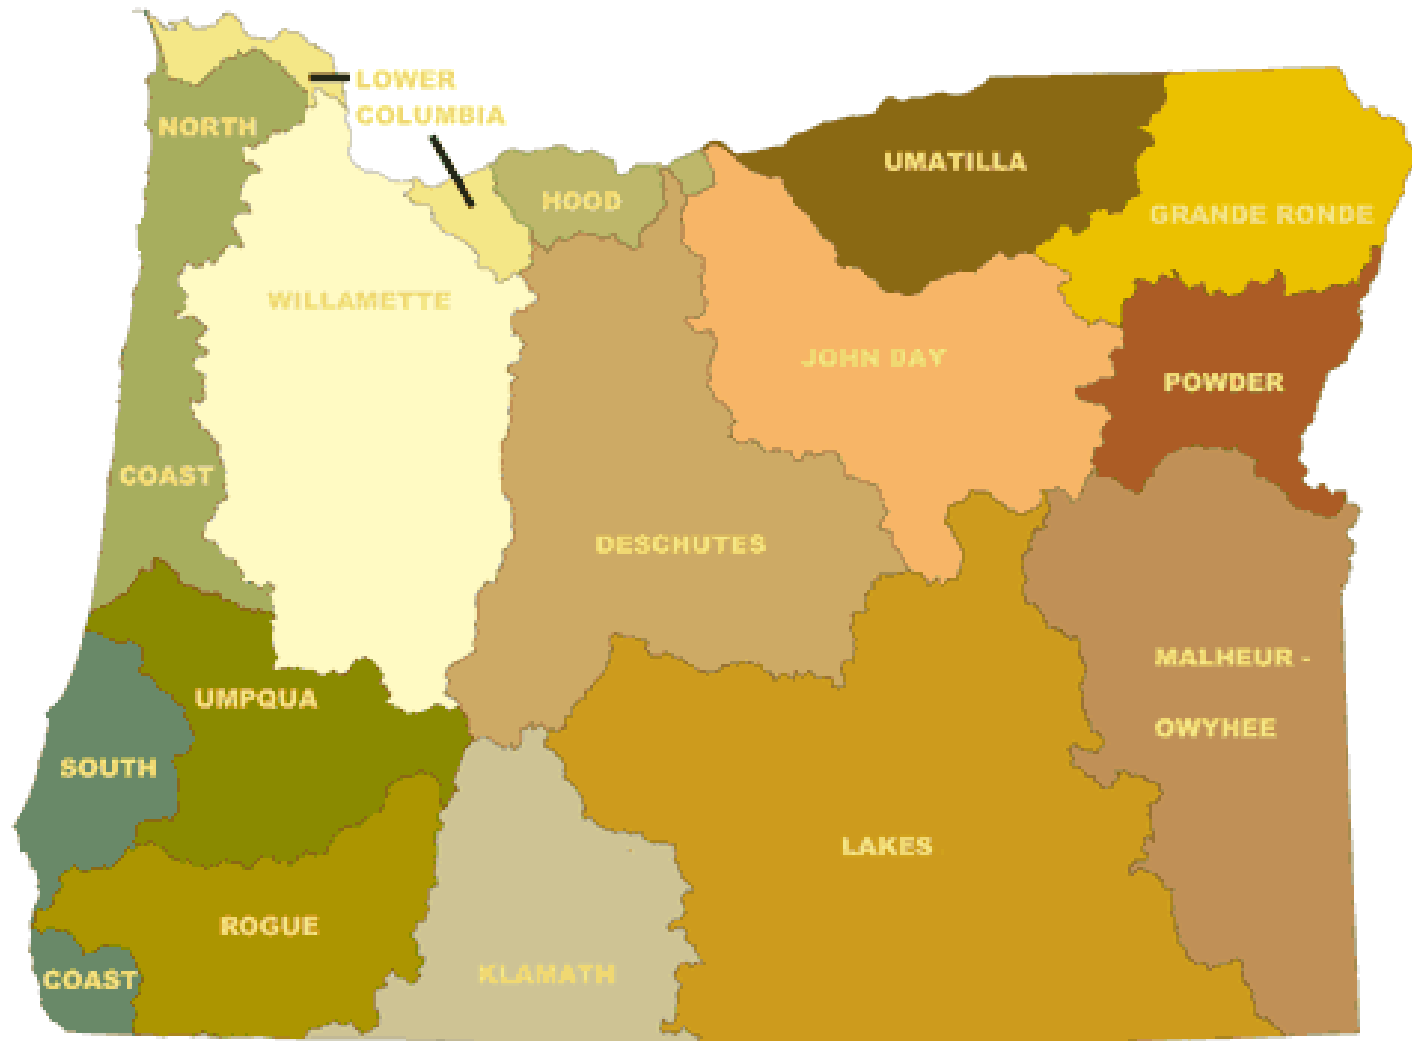 LOWER
COLUMBIA
NORTH
COAST
HOOD
UMATILLA
GRANDE RONDE
WILLAMETTE
JOHN DAY
POWDER
DESCHUTES
MALHEUR -
OWYHEE
UMPQUA
SOUTH
COAST
LAKES
ROGUE
KLAMATH